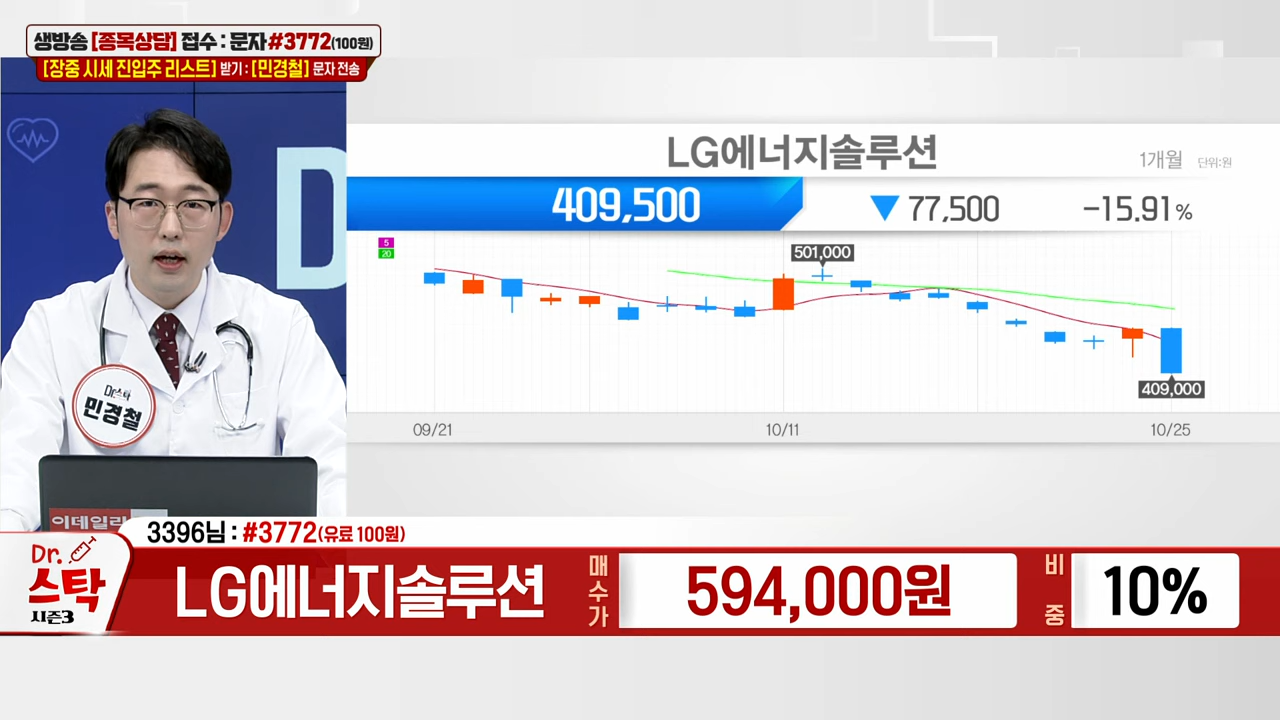 생방송 [종목상담] 접수 : 문자#3772(100원)
[장중 시세 진입주 리스트] 받기 : [민경철] 문자 전송
D
LG에너지솔루션
1개월 단위:원
409,500 ▼ 77,500 -15.91%
5
20
501,000
409,000
09/21 10/11 10/25
Dr.스탁
민경철
이데일리
3396님 : #3772(유료 100원)
Dr.
스탁
시즌3
LG에너지솔루션 매수가 594,000원 비중 10%